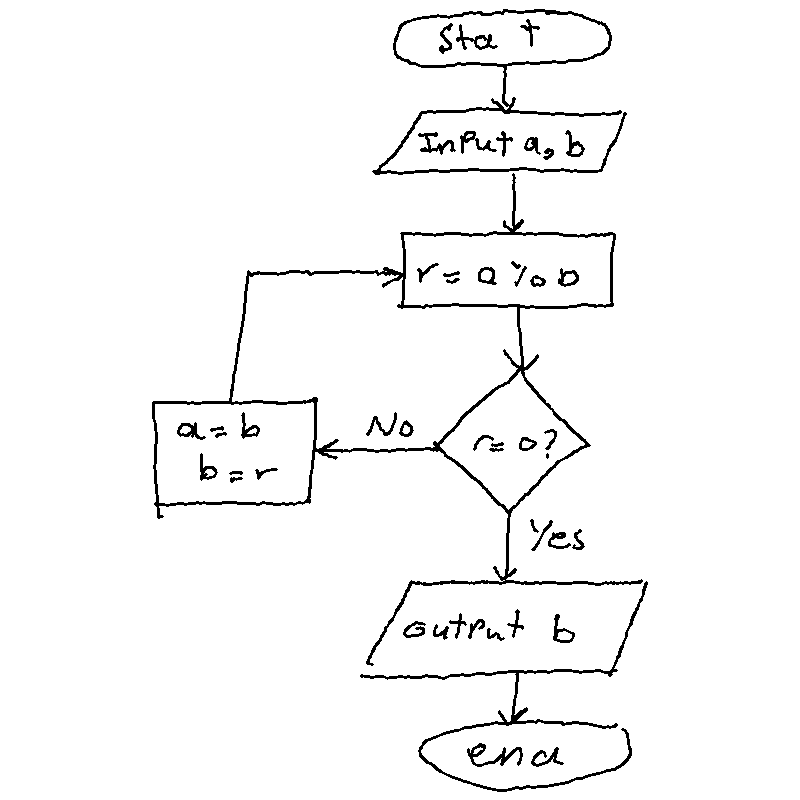 Sta t
Input a, b
r = a % b
No
r = 0?
a = b
b = r
Yes
output b
end